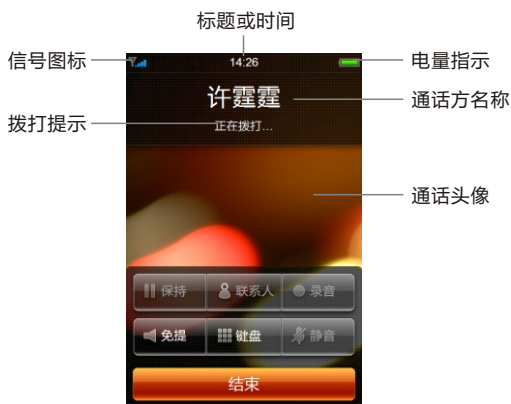 标题或时间
信号图标
14:26
电量指示
许霆霆
通话方名称
拨打提示
正在拨打...
通话头像
保持
联系人
录音
免提
键盘
静音
结束